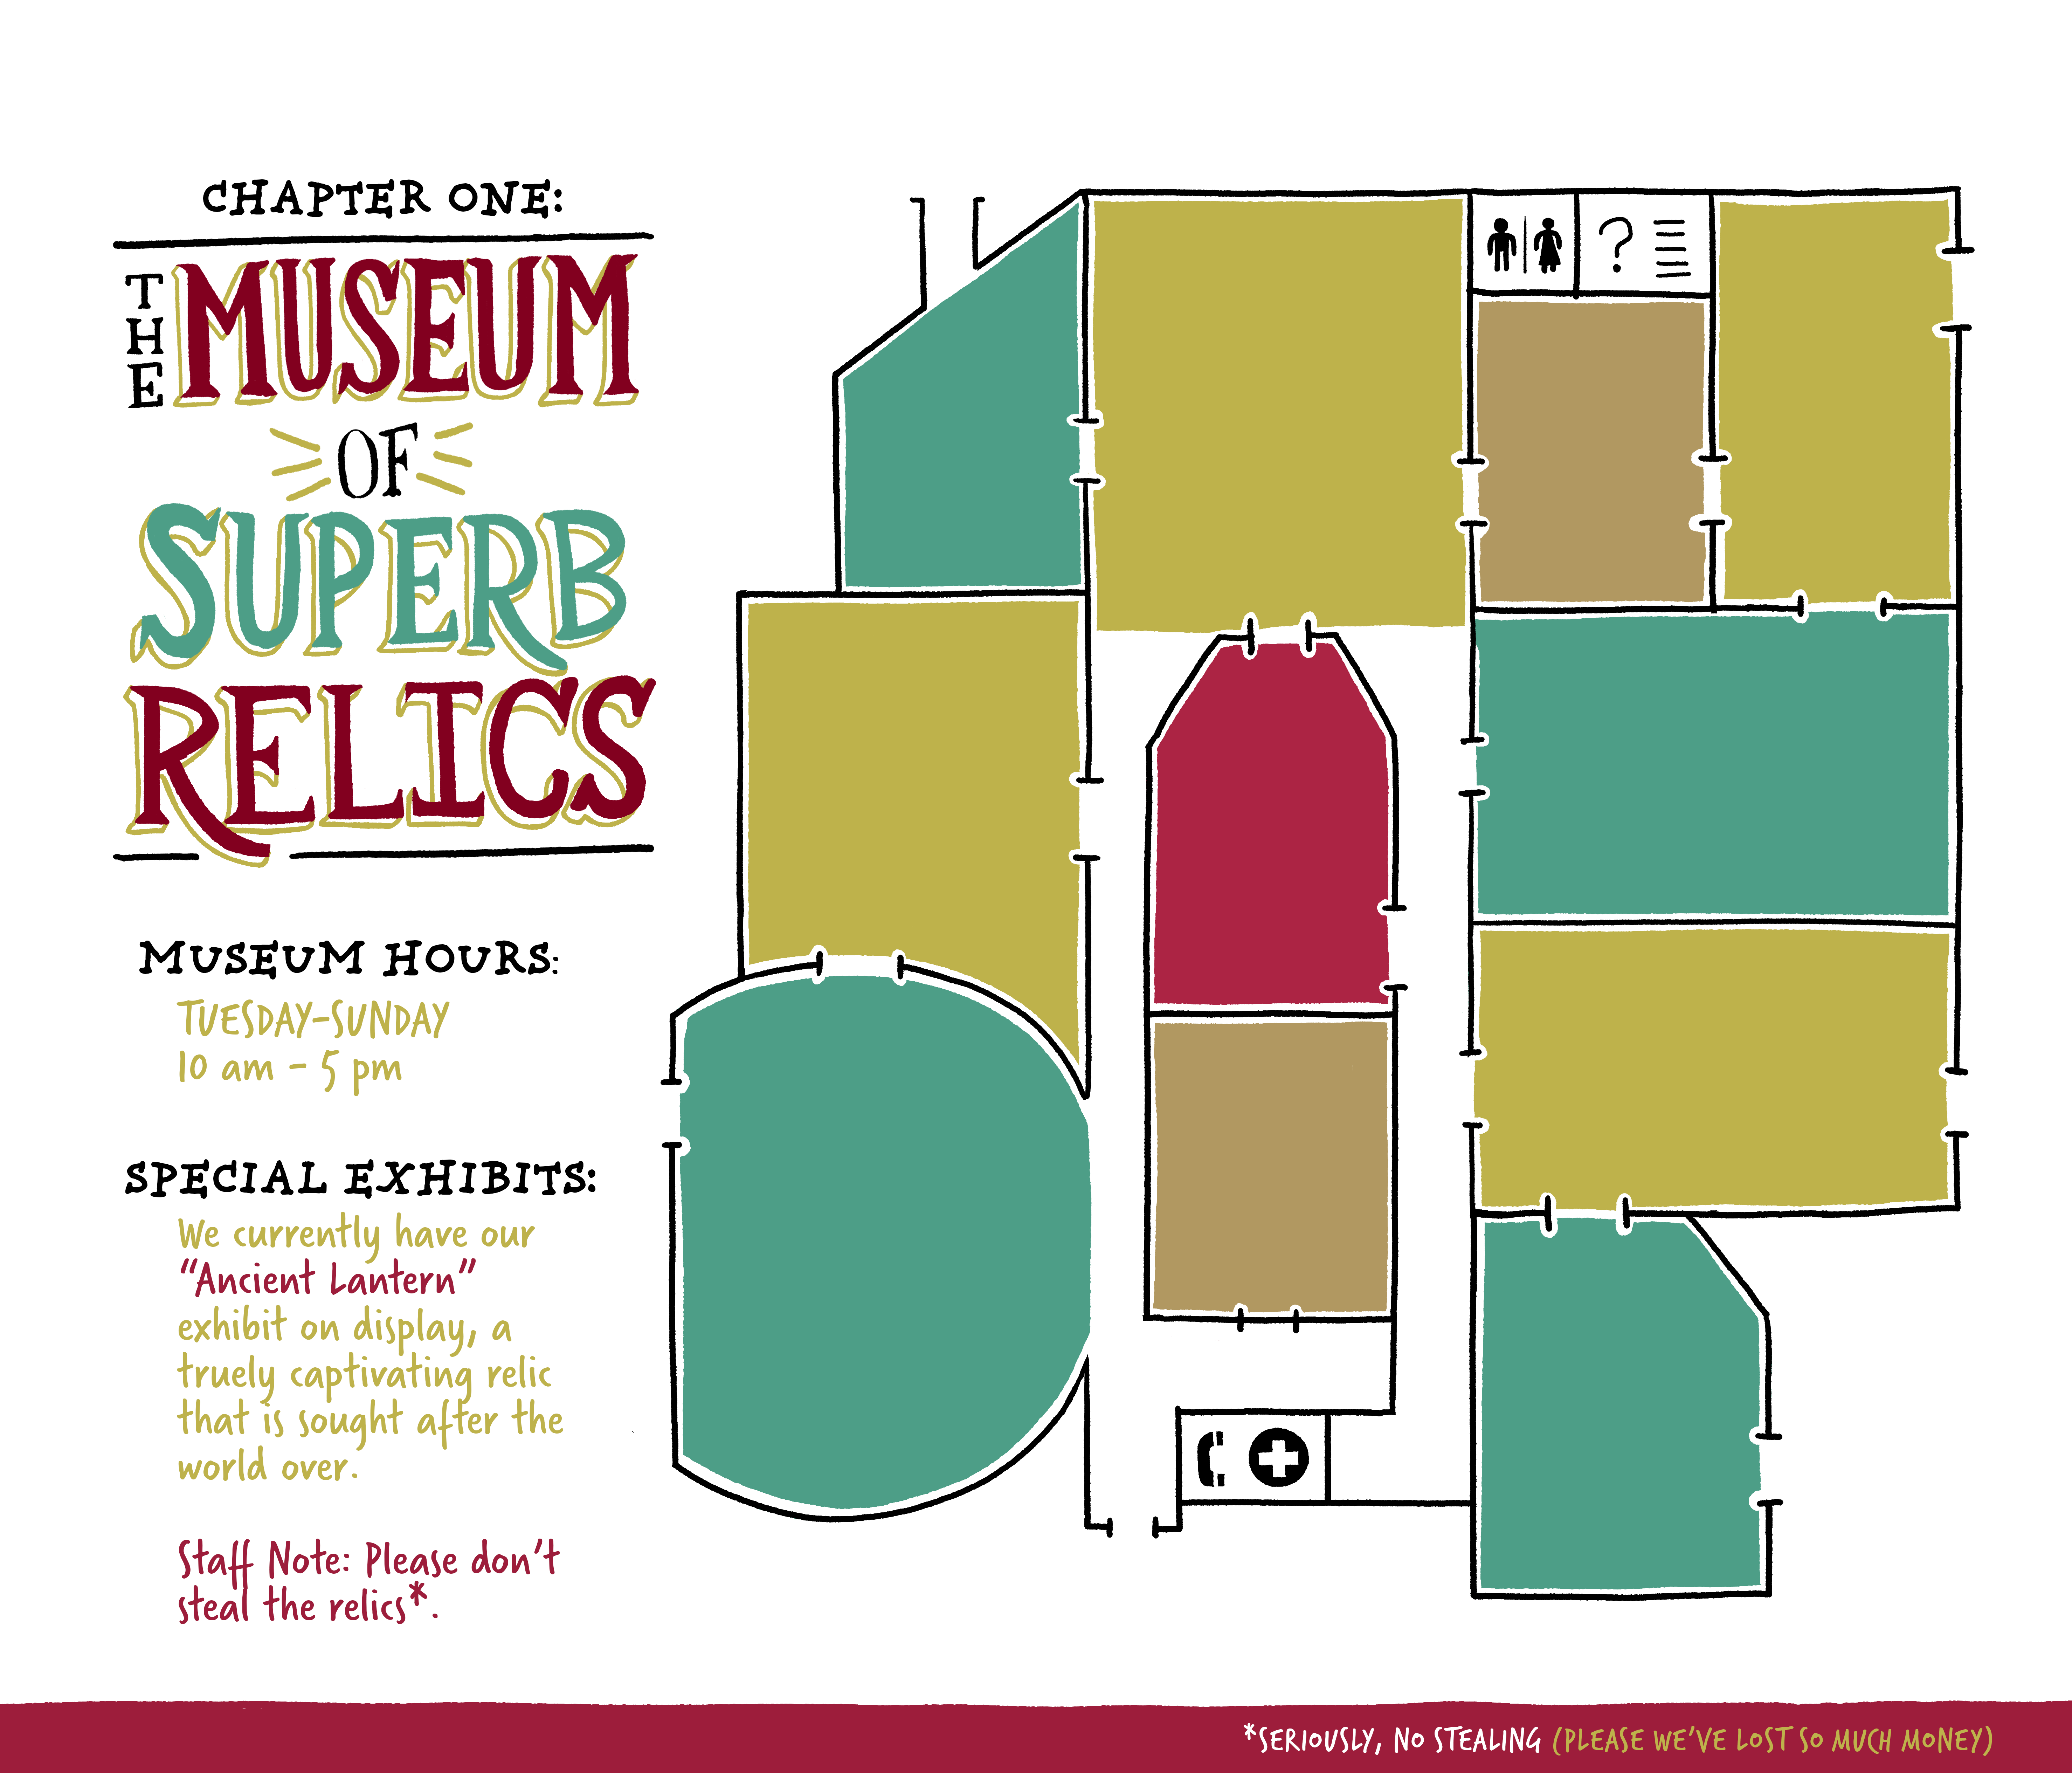 CHAPTER ONE:
THE MUSEUM
OF
SUPERB
RELICS
MUSEUM HOURS:
TUESDAY-SUNDAY
10 am - 5 pm
SPECIAL EXHIBITS:
We currently have our
"Ancient Lantern"
exhibit on display, a
truely captivating relic
that is sought after the
world over.
Staff Note: Please don't
steal the relics*.
?
*SERIOUSLY, NO STEALING (PLEASE WE'VE LOST SO MUCH MONEY)